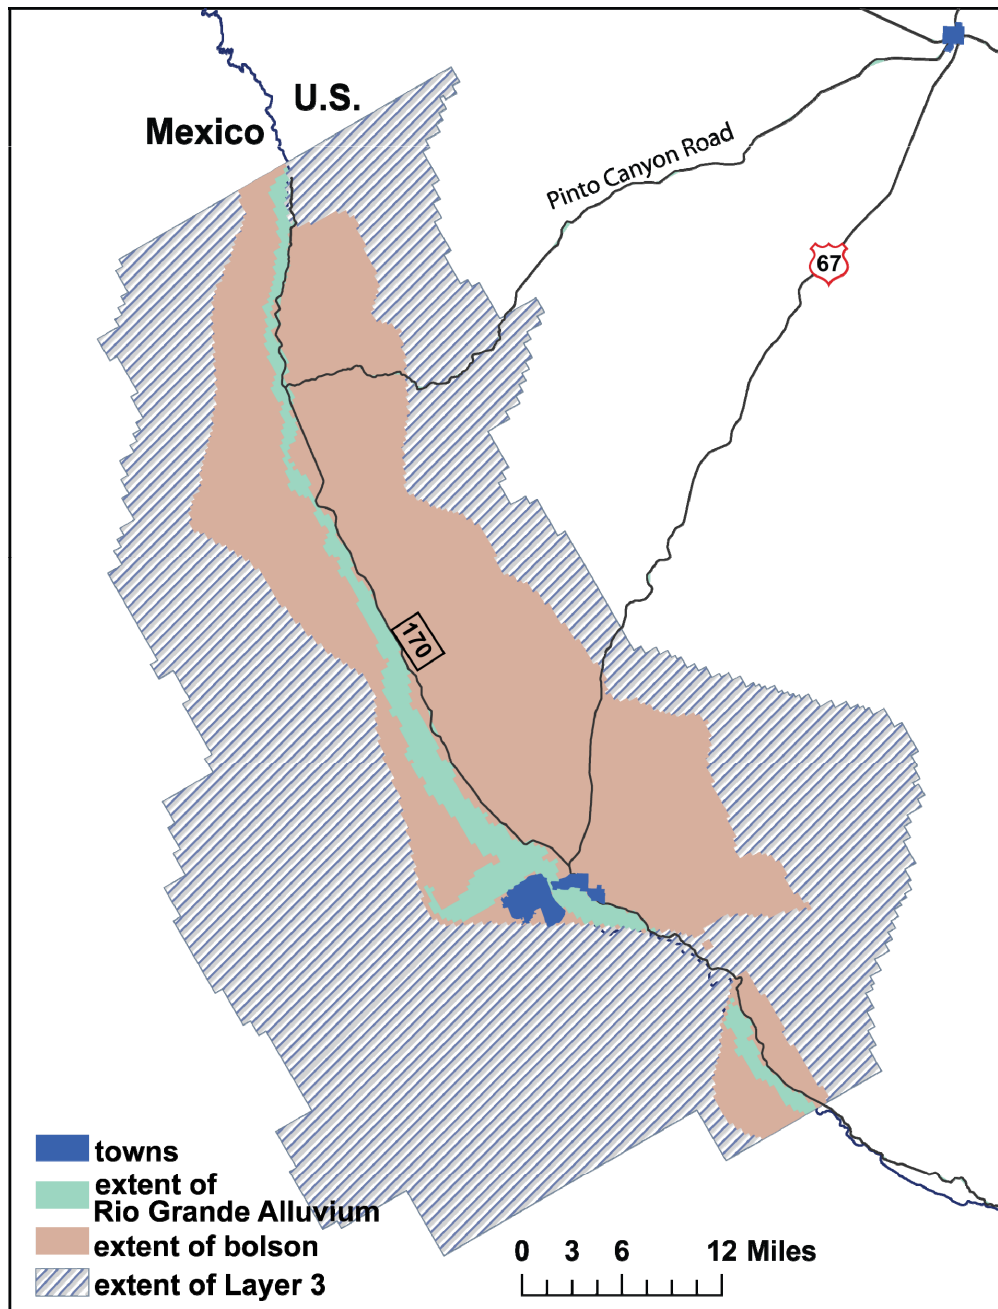 U.S.
Mexico
Pinto Canyon Road
67
170
towns
extent of
Rio Grande Alluvium
extent of bolson
extent of Layer 3
0 3 6 12 Miles